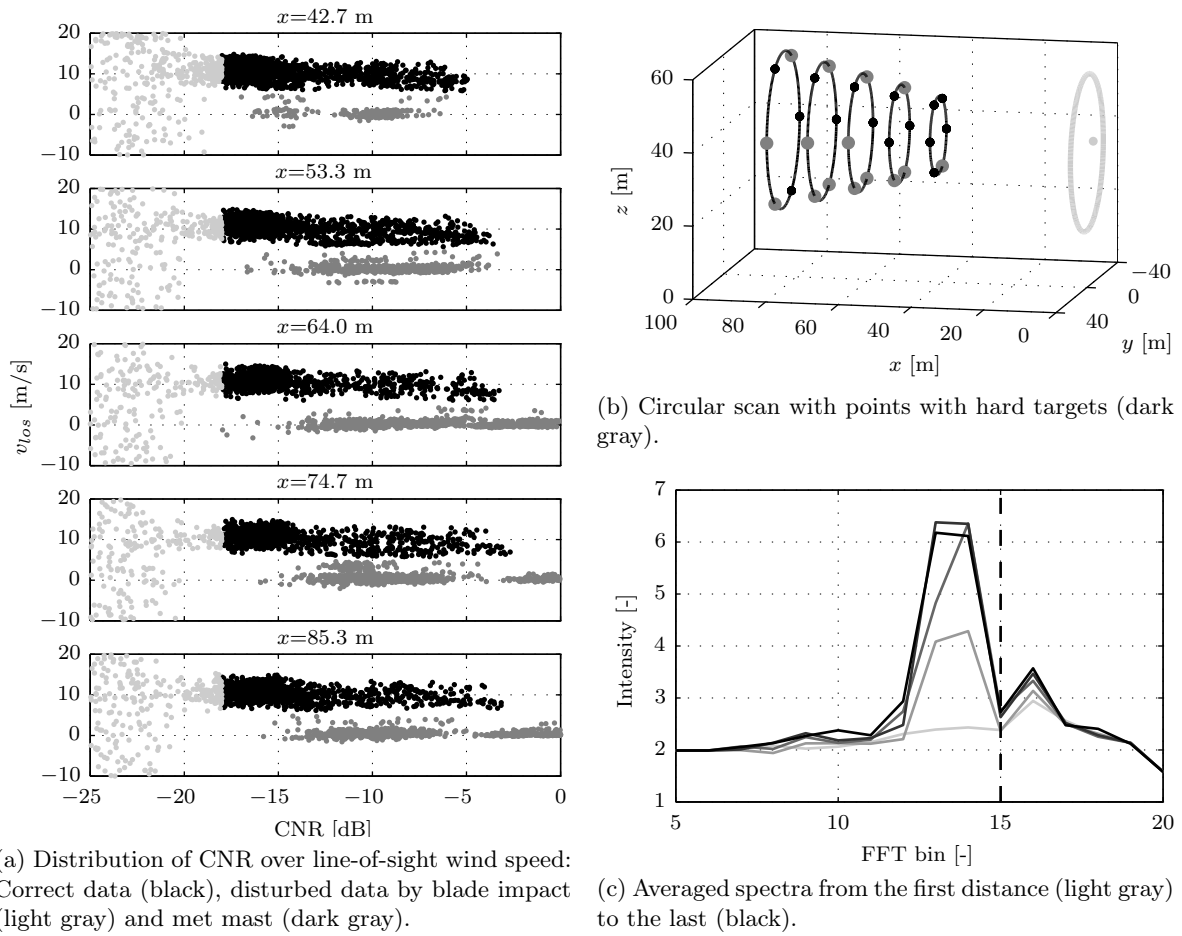 x=42.7 m
20
10
0
−10
x=53.3 m
20
10
0
−10
x=64.0 m
20
10
0
−10
x=74.7 m
20
10
0
−10
x=85.3 m
20
10
0
−10
v_los [m/s]
−25 −20 −15 −10 −5 0
CNR [dB]
(a) Distribution of CNR over line-of-sight wind speed:
Correct data (black), disturbed data by blade impact
(light gray) and met mast (dark gray).
60
40
20
0
z [m]
100 80 60 40 20 0
x [m]
−40
0
40
y [m]
(b) Circular scan with points with hard targets (dark
gray).
7
6
5
4
3
2
1
Intensity [-]
5 10 15 20
FFT bin [-]
(c) Averaged spectra from the first distance (light gray)
to the last (black).